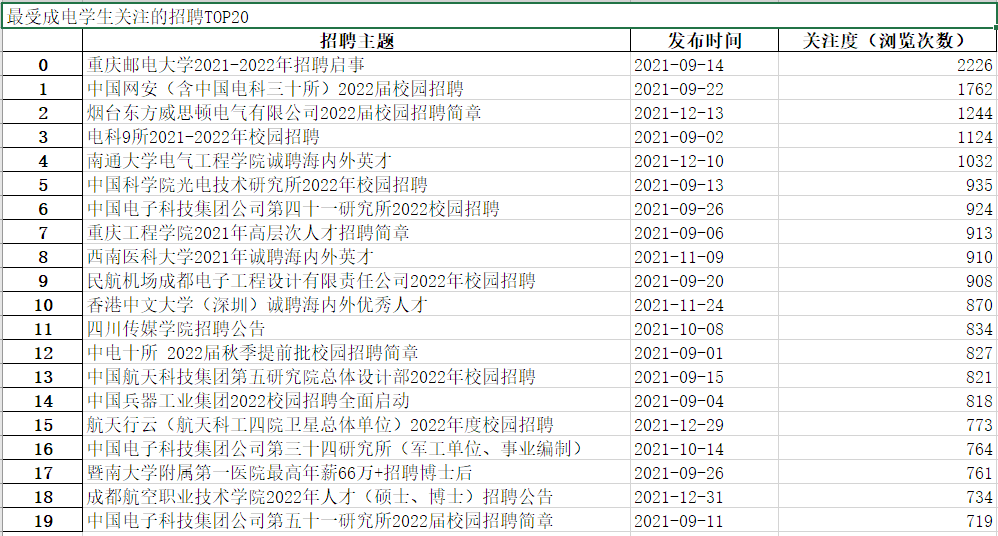 最受成电学生关注的招聘TOP20
招聘主题 发布时间 关注度（浏览次数）
0 重庆邮电大学2021-2022年招聘启事 2021-09-14 2226
1 中国网安（含中国电科三十所）2022届校园招聘 2021-09-22 1762
2 烟台东方威思顿电气有限公司2022届校园招聘简章 2021-12-13 1244
3 电科9所2021-2022年校园招聘 2021-09-02 1124
4 南通大学电气工程学院诚聘海内外英才 2021-12-10 1032
5 中国科学院光电技术研究所2022年校园招聘 2021-09-13 935
6 中国电子科技集团公司第四十一研究所2022校园招聘 2021-09-26 924
7 重庆工程学院2021年高层次人才招聘简章 2021-09-06 913
8 西南医科大学2021年诚聘海内外英才 2021-11-09 910
9 民航机场成都电子工程设计有限责任公司2022年校园招聘 2021-09-20 908
10 香港中文大学（深圳）诚聘海内外优秀人才 2021-11-24 870
11 四川传媒学院招聘公告 2021-10-08 834
12 中电十所 2022届秋季提前批校园招聘简章 2021-09-01 827
13 中国航天科技集团第五研究院总体设计部2022年校园招聘 2021-09-15 821
14 中国兵器工业集团2022校园招聘全面启动 2021-09-04 818
15 航天行云（航天科工四院卫星总体单位）2022年度校园招聘 2021-12-29 773
16 中国电子科技集团公司第三十四研究所（军工单位、事业编制） 2021-10-14 764
17 暨南大学附属第一医院最高年薪66万+招聘博士后 2021-09-26 761
18 成都航空职业技术学院2022年人才（硕士、博士）招聘公告 2021-12-31 734
19 中国电子科技集团公司第五十一研究所2022届校园招聘简章 2021-09-11 719